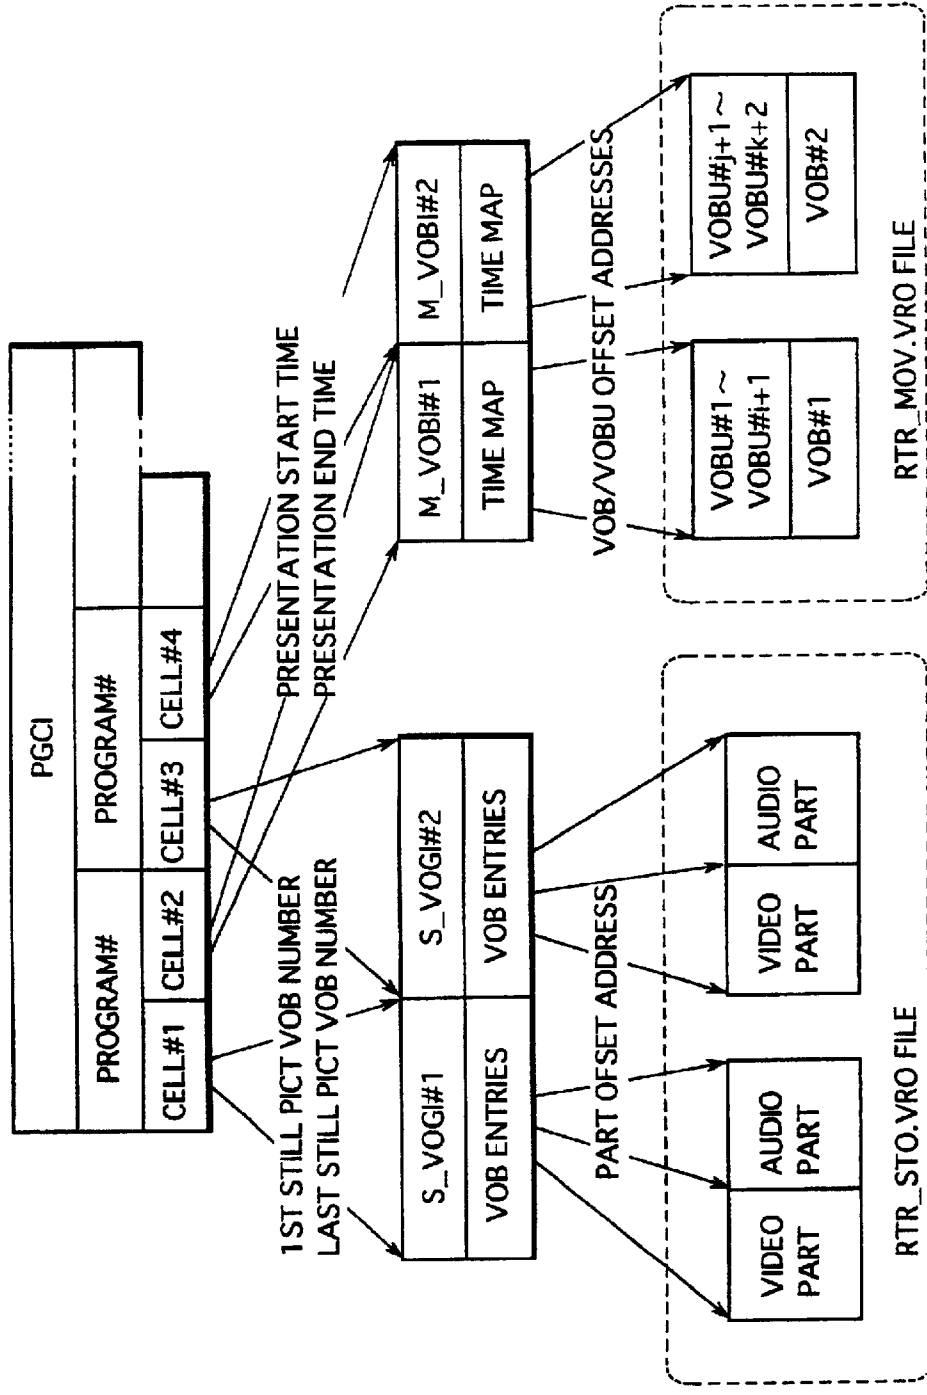 PGCI
PROGRAM#
PROGRAM#
CELL#1
CELL#2
CELL#3
CELL#4
1ST STILL PICT VOB NUMBER
LAST STILL PICT VOB NUMBER
PRESENTATION START TIME
PRESENTATION END TIME
S_VOGI#1
S_VOGI#2
VOB ENTRIES
VOB ENTRIES
M_VOBI#1
M_VOBI#2
TIME MAP
TIME MAP
PART OFFSET ADDRESS
VOB/VOBU OFFSET ADDRESSES
VIDEO
PART
AUDIO
PART
VIDEO
PART
AUDIO
PART
VOBU#1~
VOBU#i+1
VOB#1
VOBU#j+1~
VOBU#k+2
VOB#2
RTR_STO.VRO FILE
RTR_MOV.VRO FILE